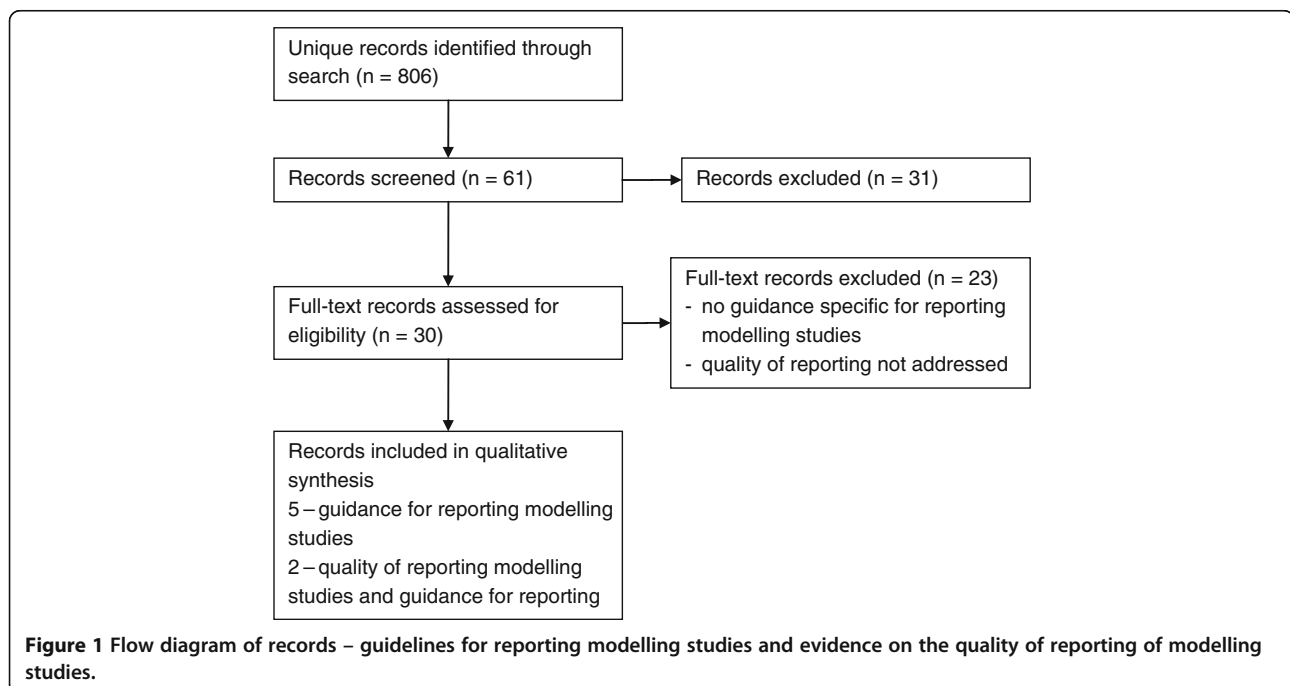 Unique records identified through
search (n = 806)
Records screened (n = 61)
Records excluded (n = 31)
Full-text records assessed for
eligibility (n = 30)
Full-text records excluded (n = 23)
- no guidance specific for reporting
modelling studies
- quality of reporting not addressed
Records included in qualitative
synthesis
5 – guidance for reporting modelling
studies
2 – quality of reporting modelling
studies and guidance for reporting
Figure 1 Flow diagram of records – guidelines for reporting modelling studies and evidence on the quality of reporting of modelling
studies.